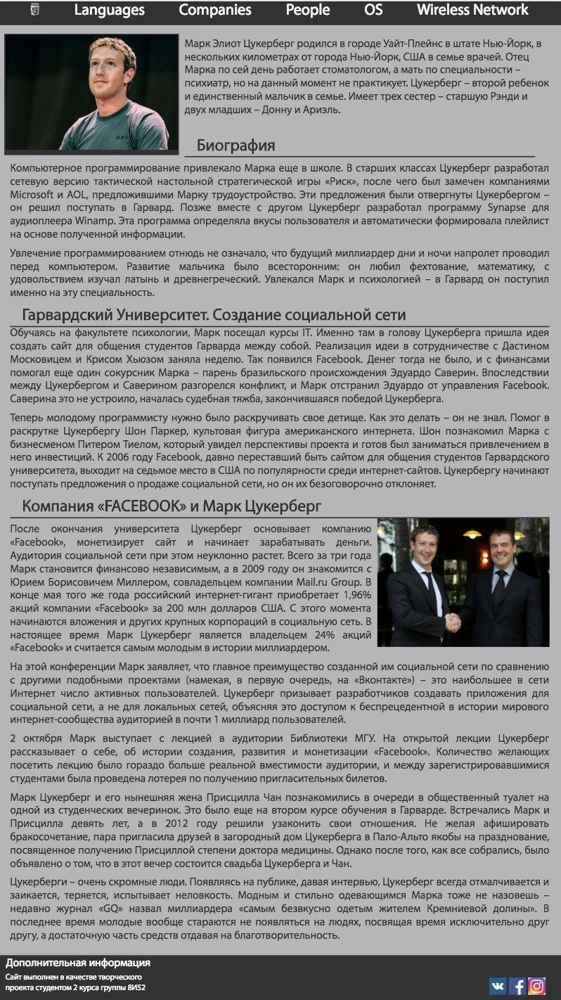 HTML
Languages Companies People OS Wireless Network
Марк Элиот Цукерберг родился в городе Уайт-Плейнс в штате Нью-Йорк, в
нескольких километрах от города Нью-Йорк, США в семье врачей. Отец
Марка по сей день работает стоматологом, а мать по специальности –
психиатр, но на данный момент не практикует. Цукерберг – второй ребенок
и единственный мальчик в семье. Имеет трех сестер – старшую Рэнди и
двух младших – Донну и Ариэль.
Биография
Компьютерное программирование привлекало Марка еще в школе. В старших классах Цукерберг разработал
сетевую версию тактической настольной стратегической игры «Риск», после чего был замечен компаниями
Microsoft и AOL, предложившими Марку трудоустройство. Эти предложения были отвергнуты Цукербергом –
он решил поступать в Гарвард. Позже вместе с другом Цукерберг разработал программу Synapse для
аудиоплеера Winamp. Эта программа определяла вкусы пользователя и автоматически формировала плейлист
на основе полученной информации.
Увлечение программированием отнюдь не означало, что будущий миллиардер дни и ночи напролет проводил
перед компьютером. Развитие мальчика было всесторонним: он любил фехтование, математику, с
удовольствием изучал латынь и древнегреческий. Увлекался Марк и психологией – в Гарвард он поступил
именно на эту специальность.
Гарвардский Университет. Создание социальной сети
Обучаясь на факультете психологии, Марк посещал курсы IT. Именно там в голову Цукерберга пришла идея
создать сайт для общения студентов Гарварда между собой. Реализация идеи в сотрудничестве с Дастином
Московицем и Крисом Хьюзом заняла неделю. Так появился Facebook. Денег тогда не было, и с финансами
помогал еще один сокурсник Марка – парень бразильского происхождения Эдуардо Саверин. Впоследствии
между Цукербергом и Саверином разгорелся конфликт, и Марк отстранил Эдуардо от управления Facebook.
Саверина это не устроило, началась судебная тяжба, закончившаяся победой Цукерберга.
Теперь молодому программисту нужно было раскручивать свое детище. Как это делать – он не знал. Помог в
раскрутке Цукербергу Шон Паркер, культовая фигура американского интернета. Шон познакомил Марка с
бизнесменом Питером Тиелом, который увидел перспективы проекта и готов был заниматься привлечением в
него инвестиций. К 2006 году Facebook, давно переставший быть сайтом для общения студентов Гарвардского
университета, выходит на седьмое место в США по популярности среди интернет-сайтов. Цукербергу начинают
поступать предложения о продаже социальной сети, но он их безоговорочно отклоняет.
Компания «FACEBOOK» и Марк Цукерберг
После окончания университета Цукерберг основывает компанию
«Facebook», монетизирует сайт и начинает зарабатывать деньги.
Аудитория социальной сети при этом неуклонно растет. Всего за три года
Марк становится финансово независимым, а в 2009 году он знакомится с
Юрием Борисовичем Миллером, совладельцем компании Mail.ru Group. В
конце мая того же года российский интернет-гигант приобретает 1,96%
акций компании «Facebook» за 200 млн долларов США. С этого момента
начинаются вложения и других крупных корпораций в социальную сеть. В
настоящее время Марк Цукерберг является владельцем 24% акций
«Facebook» и считается самым молодым в истории миллиардером.
На этой конференции Марк заявляет, что главное преимущество созданной им социальной сети по сравнению
с другими подобными проектами (намекая, в первую очередь, на «Вконтакте») – это наибольшее в сети
Интернет число активных пользователей. Цукерберг призывает разработчиков создавать приложения для
социальной сети, а не для локальных сетей, объясняя это доступом к беспрецедентной в истории мирового
интернет-сообщества аудиторией в почти 1 миллиард пользователей.
2 октября Марк выступает с лекцией в аудитории Библиотеки МГУ. На открытой лекции Цукерберг
рассказывает о себе, об истории создания, развития и монетизации «Facebook». Количество желающих
посетить лекцию было гораздо больше реальной вместимости аудитории, и между зарегистрировавшимися
студентами была проведена лотерея по получению пригласительных билетов.
Марк Цукерберг и его нынешняя жена Присцилла Чан познакомились в очереди в общественный туалет на
одной из студенческих вечеринок. Это было еще на втором курсе обучения в Гарварде. Встречались Марк и
Присцилла девять лет, а в 2012 году решили узаконить свои отношения. Не желая афишировать
бракосочетание, пара пригласила друзей в загородный дом Цукерберга в Пало-Альто якобы на празднование,
посвященное получению Присциллой степени доктора медицины. Однако после того, как все собрались, было
объявлено о том, что в этот вечер состоится свадьба Цукерберга и Чан.
Цукерберги – очень скромные люди. Появляясь на публике, давая интервью, Цукерберг всегда отмалчивается и
заикается, теряется, испытывает неловкость. Модным и стильно одевающимся Марка тоже не назовешь –
недавно журнал «GQ» назвал миллиардера «самым безвкусно одетым жителем Кремниевой долины». В
последнее время молодые вообще стараются не появляться на людях, посвящая время исключительно друг
другу, а достаточную часть средств отдавая на благотворительность.
Дополнительная информация
Сайт выполнен в качестве творческого
проекта студентом 2 курса группы 8И52